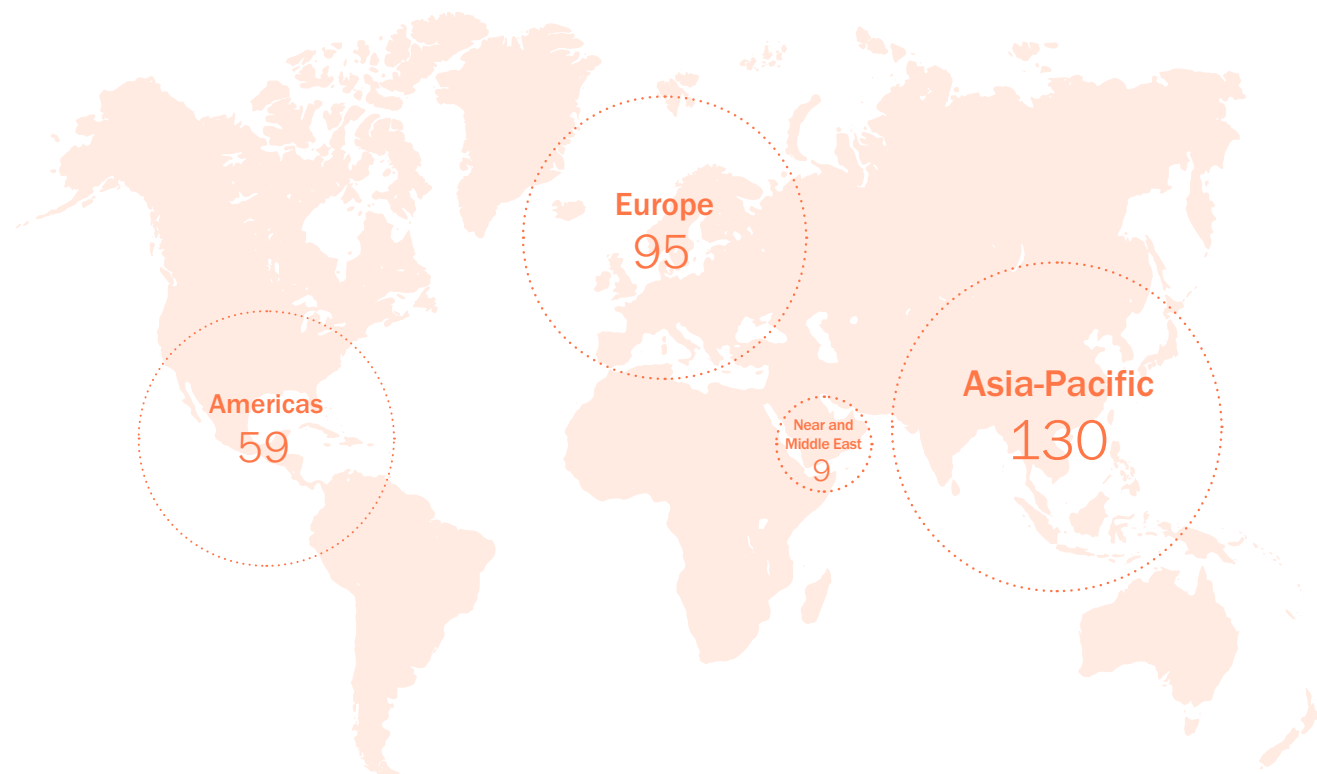 Europe
95
Asia-Pacific
130
Americas
59
Near and
Middle East
9